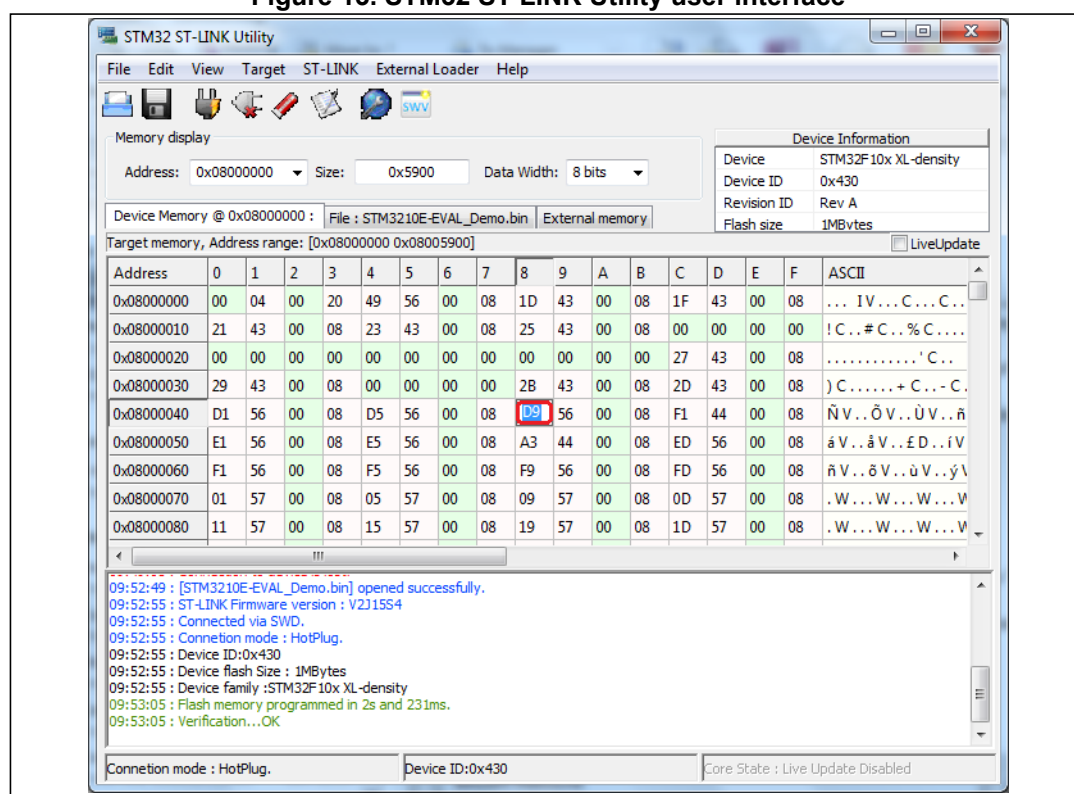 Figure 13. STM32 ST-LINK Utility user interface
STM32 ST-LINK Utility
File Edit View Target ST-LINK External Loader Help
SWV
Memory display
Address: 0x08000000 Size: 0x5900 Data Width: 8 bits
Device Information
Device STM32F10x XL-density
Device ID 0x430
Revision ID Rev A
Flash size 1MBytes
Device Memory @ 0x08000000 : File : STM3210E-EVAL_Demo.bin External memory
Target memory, Address range: [0x08000000 0x08005900] LiveUpdate
Address 0 1 2 3 4 5 6 7 8 9 A B C D E F ASCII
0x08000000 00 04 00 20 49 56 00 08 1D 43 00 08 1F 43 00 08 ... IV...C...C..
0x08000010 21 43 00 08 23 43 00 08 25 43 00 08 00 00 00 00 !C..#C..%C....
0x08000020 00 00 00 00 00 00 00 00 00 00 00 00 27 43 00 08 ............'C..
0x08000030 29 43 00 08 00 00 00 00 2B 43 00 08 2D 43 00 08 )C......+C..-C.
0x08000040 D1 56 00 08 D5 56 00 08 D9 56 00 08 F1 44 00 08 ÑV..ÕV..ÙV..ñ
0x08000050 E1 56 00 08 E5 56 00 08 A3 44 00 08 ED 56 00 08 áV..åV..£D..íV
0x08000060 F1 56 00 08 F5 56 00 08 F9 56 00 08 FD 56 00 08 ñV..õV..ùV..ýV
0x08000070 01 57 00 08 05 57 00 08 09 57 00 08 0D 57 00 08 .W...W...W...W
0x08000080 11 57 00 08 15 57 00 08 19 57 00 08 1D 57 00 08 .W...W...W...W
09:52:49 : [STM3210E-EVAL_Demo.bin] opened successfully.
09:52:55 : ST-LINK Firmware version : V2J15S4
09:52:55 : Connected via SWD.
09:52:55 : Connetion mode : HotPlug.
09:52:55 : Device ID:0x430
09:52:55 : Device flash Size : 1MBytes
09:52:55 : Device family :STM32F10x XL-density
09:53:05 : Flash memory programmed in 2s and 231ms.
09:53:05 : Verification...OK
Connetion mode : HotPlug. Device ID:0x430 Core State : Live Update Disabled